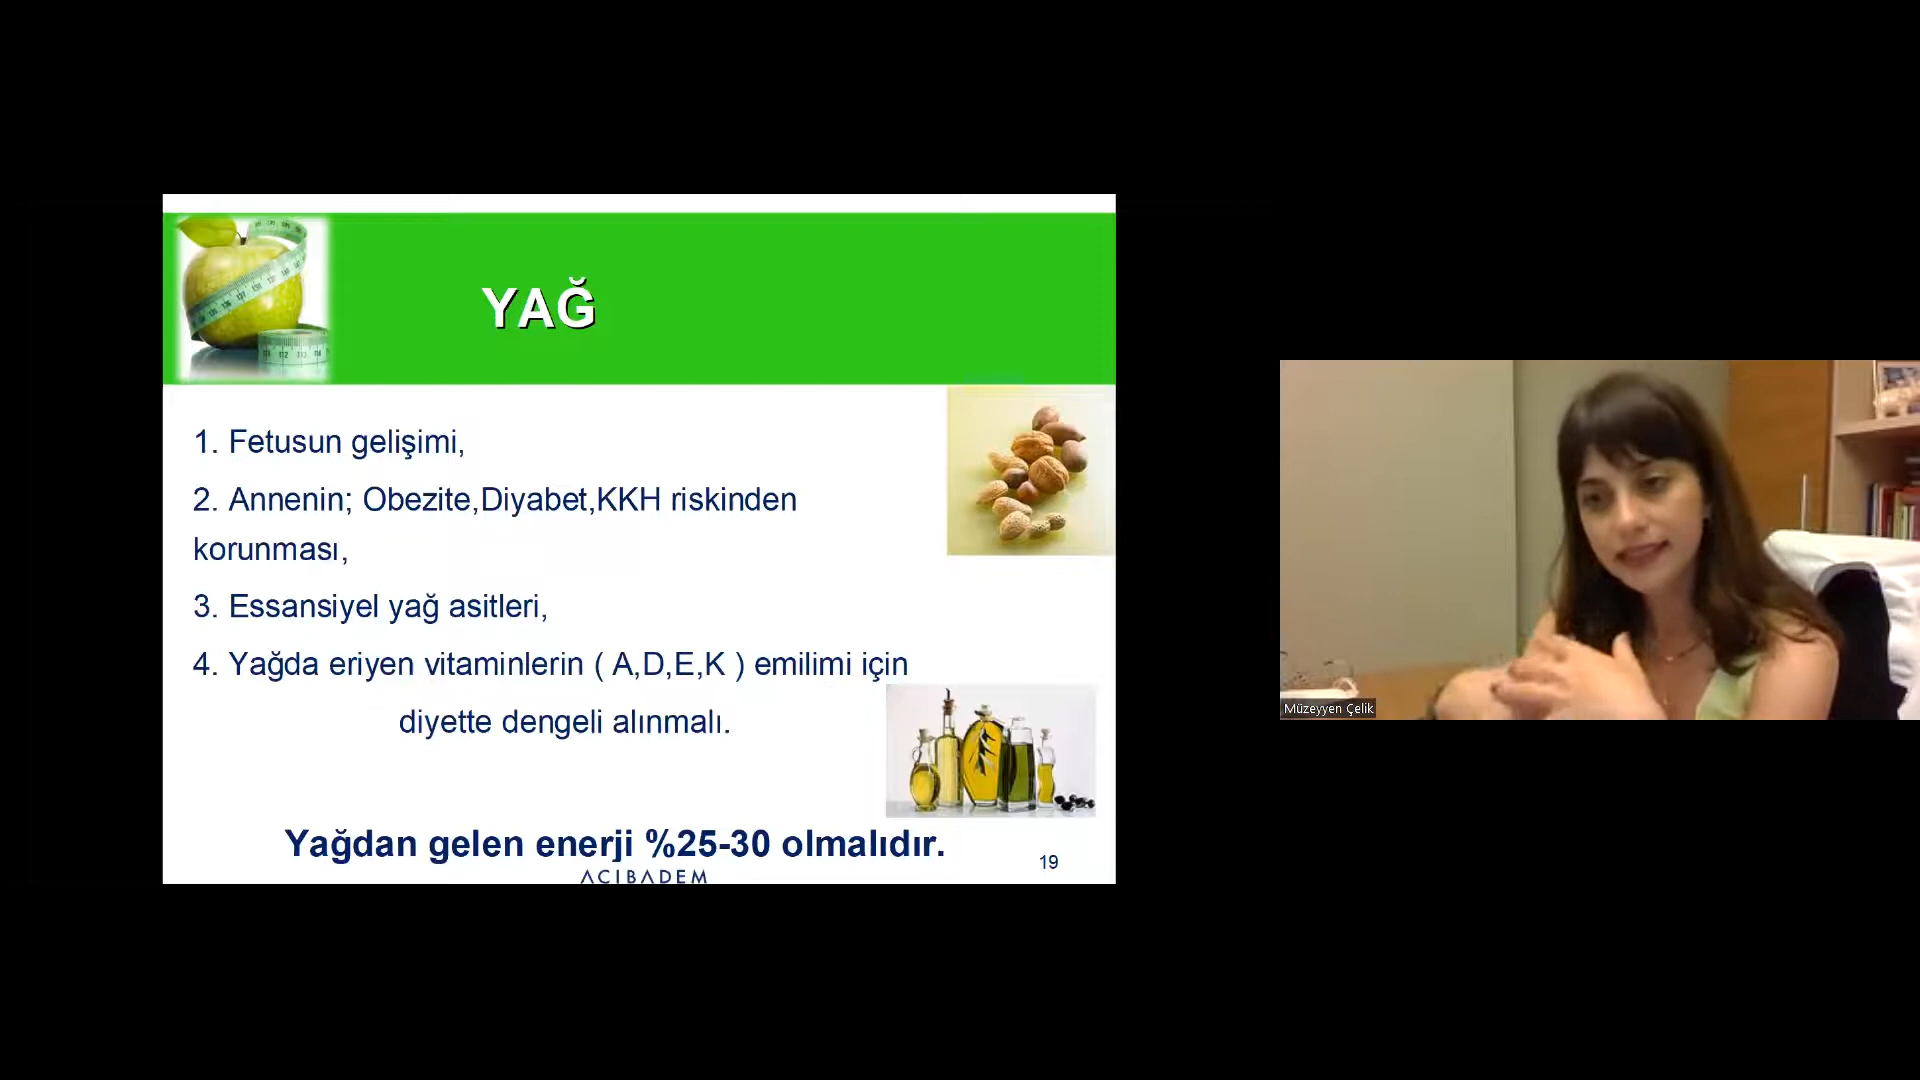 YAĞ
1. Fetusun gelişimi,
2. Annenin; Obezite,Diyabet,KKH riskinden
korunması,
3. Essansiyel yağ asitleri,
4. Yağda eriyen vitaminlerin ( A,D,E,K ) emilimi için
diyette dengeli alınmalı.
Yağdan gelen enerji %25-30 olmalıdır.
19
ACIBADEM
Müzeyyen Çelik